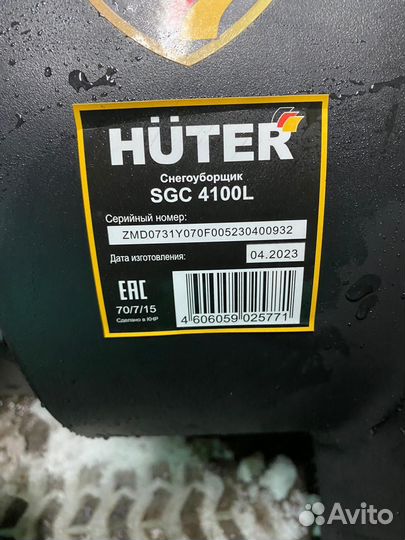 HÜTER
Снегоуборщик
SGC 4100L
Серийный номер:
ZMD0731Y070F005230400932
Дата изготовления: 04.2023
EAC
70/7/15
Сделано в КНР
4 606059 025771
Avito